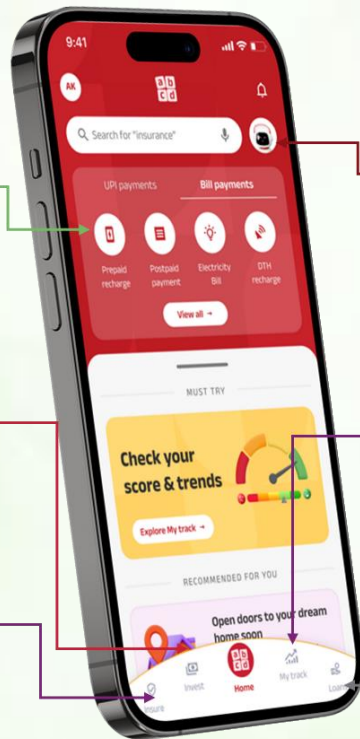 9:41
AK
a b
c d
Search for "insurance"
UPI payments
Bill payments
Prepaid
recharge
Postpaid
payment
Electricity
Bill
DTH
recharge
View all →
MUST TRY
Check your
score & trends
Explore My track →
RECOMMENDED FOR YOU
Open doors to your dream
home soon
Insure
Invest
a b
c d
Home
My track
Loans